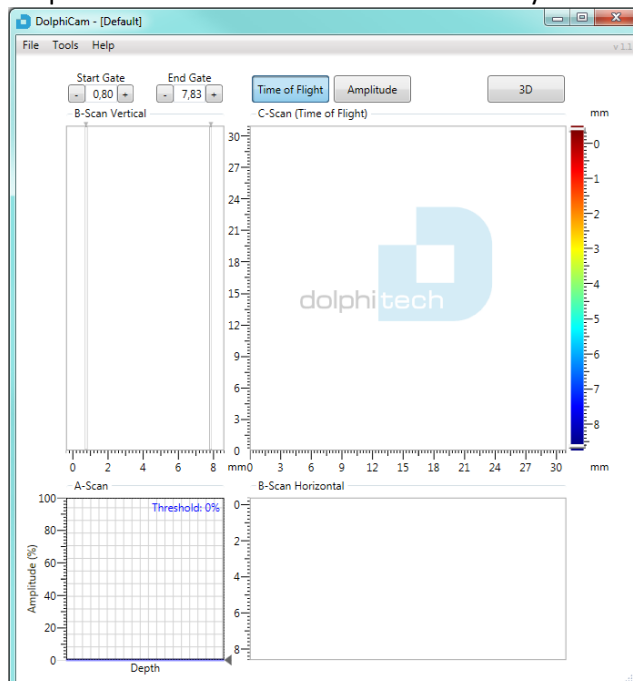 DolphiCam - [Default]
File Tools Help v 1.1
Start Gate End Gate
- 0,80 + - 7,83 + Time of Flight Amplitude 3D
B-Scan Vertical C-Scan (Time of Flight) mm
30
27
24
21
18
15
12
9
6
3
0
0
1
2
3
4
5
6
7
8
dolphitech
0 2 4 6 8 mm 0 3 6 9 12 15 18 21 24 27 30 mm
A-Scan B-Scan Horizontal
Threshold: 0%
Amplitude (%)
100
80
60
40
20
0
Depth
0
2
4
6
8